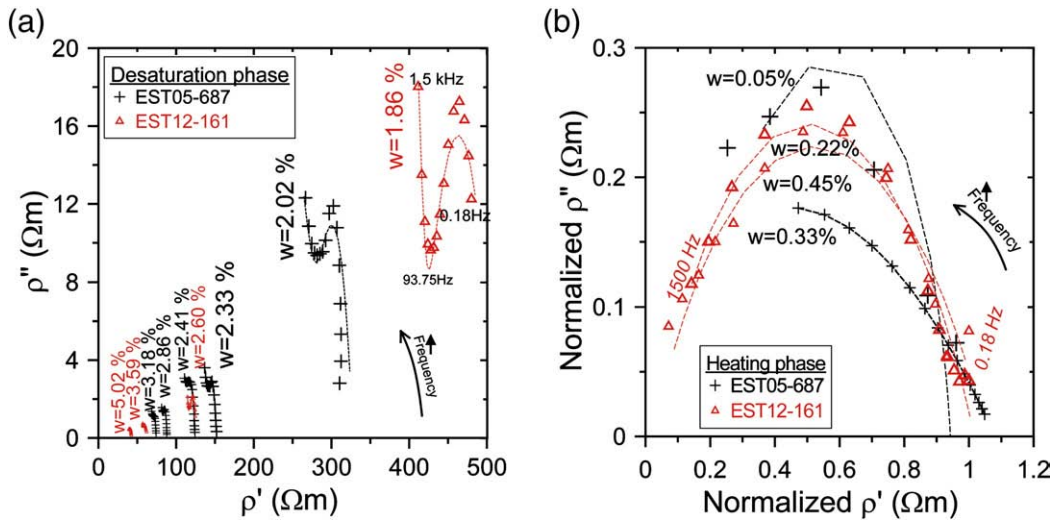 (a)
20
16
12
8
4
0
ρ" (Ωm)
Desaturation phase
+ EST05-687
△ EST12-161
w=5.02 %
w=3.59 %
w=3.18 %
w=2.86 %
w=2.41 %
w=2.60 %
w=2.33 %
w=2.02 %
w=1.86 %
1.5 kHz
0.18Hz
93.75Hz
Frequency
0 100 200 300 400 500
ρ' (Ωm)
(b)
0.3
0.2
0.1
0
Normalized ρ" (Ωm)
w=0.05%
w=0.22%
w=0.45%
w=0.33%
1500 Hz
0.18 Hz
Frequency
Heating phase
+ EST05-687
△ EST12-161
0 0.2 0.4 0.6 0.8 1 1.2
Normalized ρ' (Ωm)